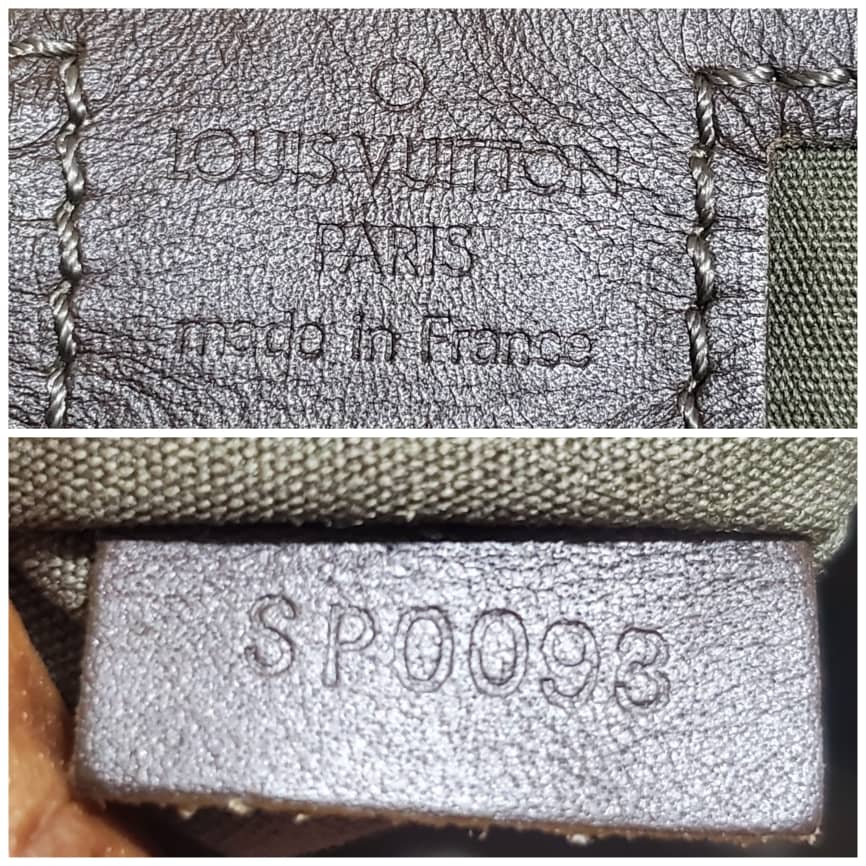 LOUIS VUITTON
PARIS
made in France
SP0093